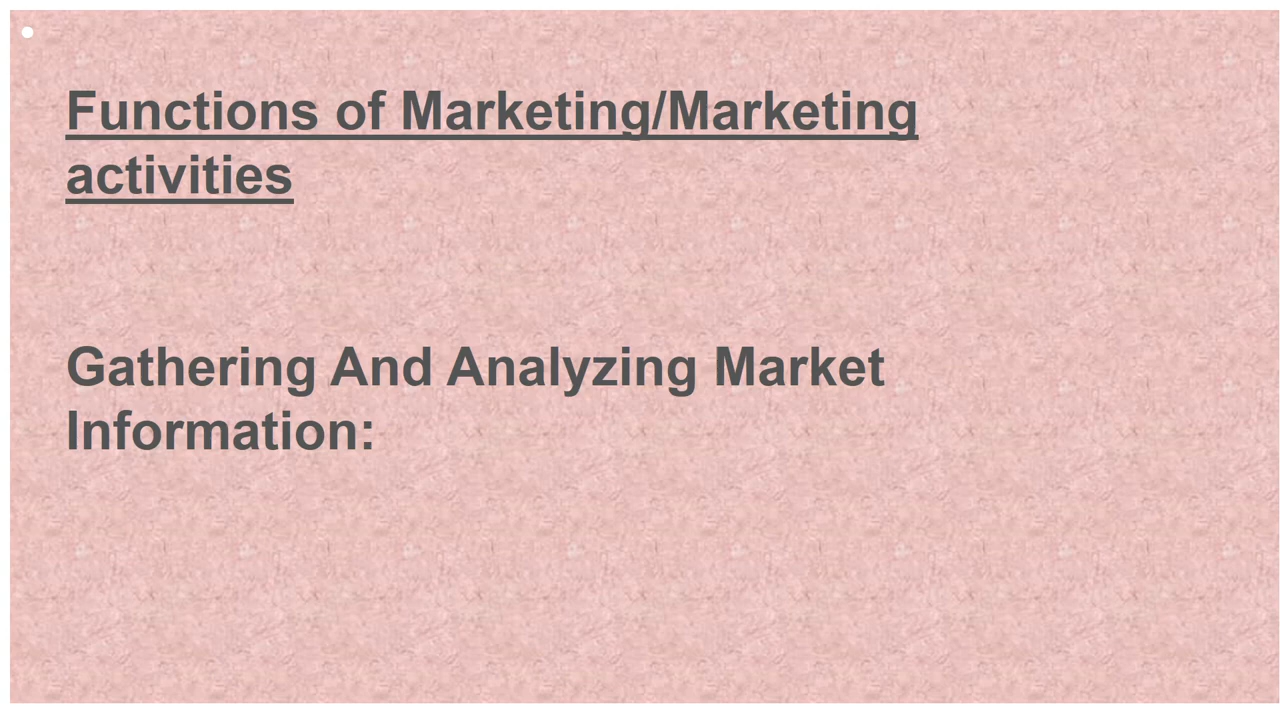 Functions of Marketing/Marketing
activities
Gathering And Analyzing Market
Information: